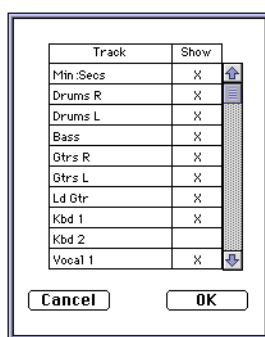 Track Show
Min:Secs X
Drums R X
Drums L X
Bass X
Gtrs R X
Gtrs L X
Ld Gtr X
Kbd 1 X
Kbd 2
Vocal 1 X
Cancel OK